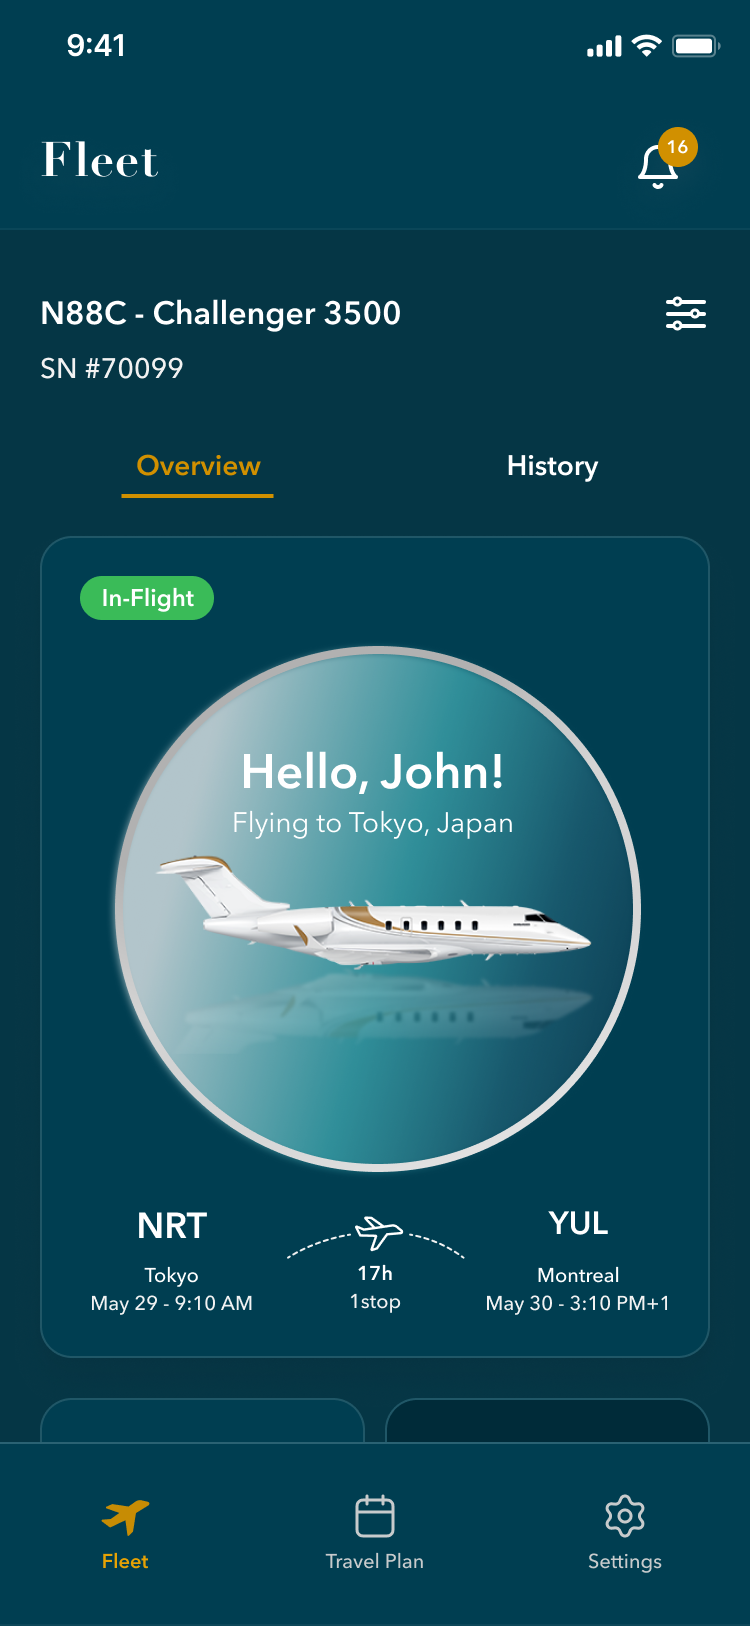 9:41
Fleet
16
N88C - Challenger 3500
SN #70099
Overview
History
In-Flight
Hello, John!
Flying to Tokyo, Japan
NRT
Tokyo
May 29 - 9:10 AM
17h
1stop
YUL
Montreal
May 30 - 3:10 PM+1
Fleet
Travel Plan
Settings